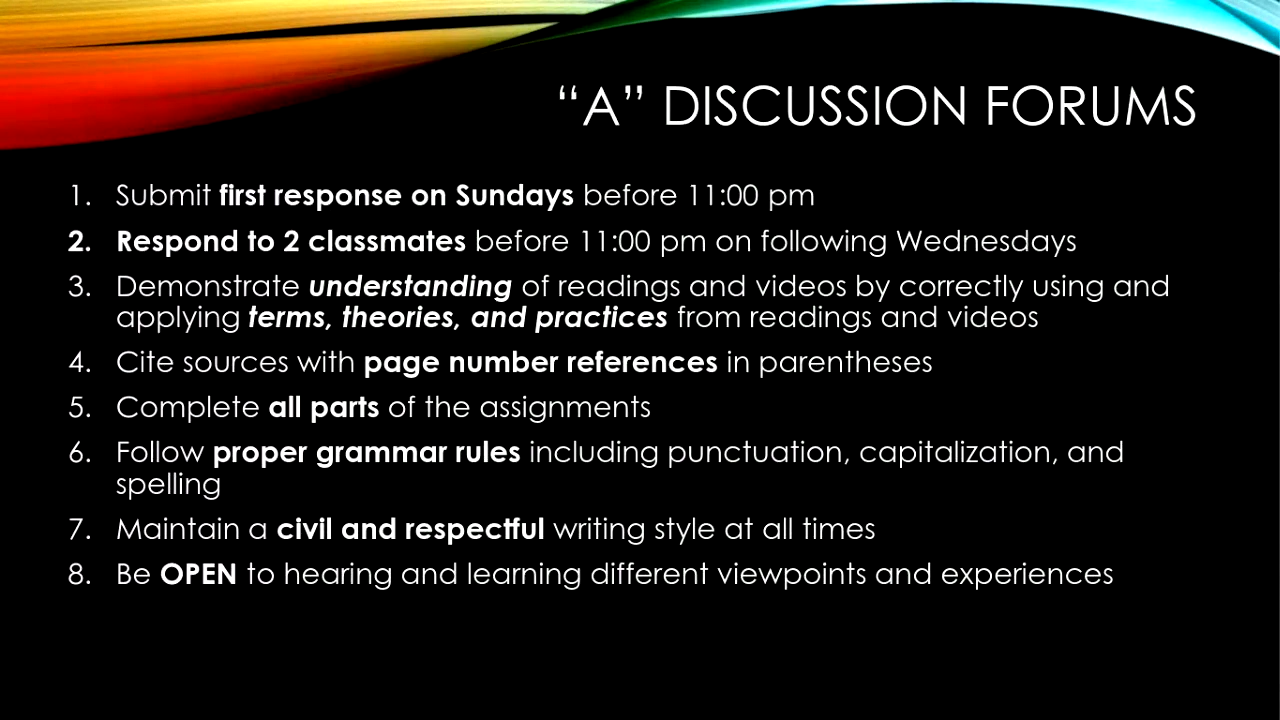 “A” DISCUSSION FORUMS
1. Submit first response on Sundays before 11:00 pm
2. Respond to 2 classmates before 11:00 pm on following Wednesdays
3. Demonstrate understanding of readings and videos by correctly using and
applying terms, theories, and practices from readings and videos
4. Cite sources with page number references in parentheses
5. Complete all parts of the assignments
6. Follow proper grammar rules including punctuation, capitalization, and
spelling
7. Maintain a civil and respectful writing style at all times
8. Be OPEN to hearing and learning different viewpoints and experiences